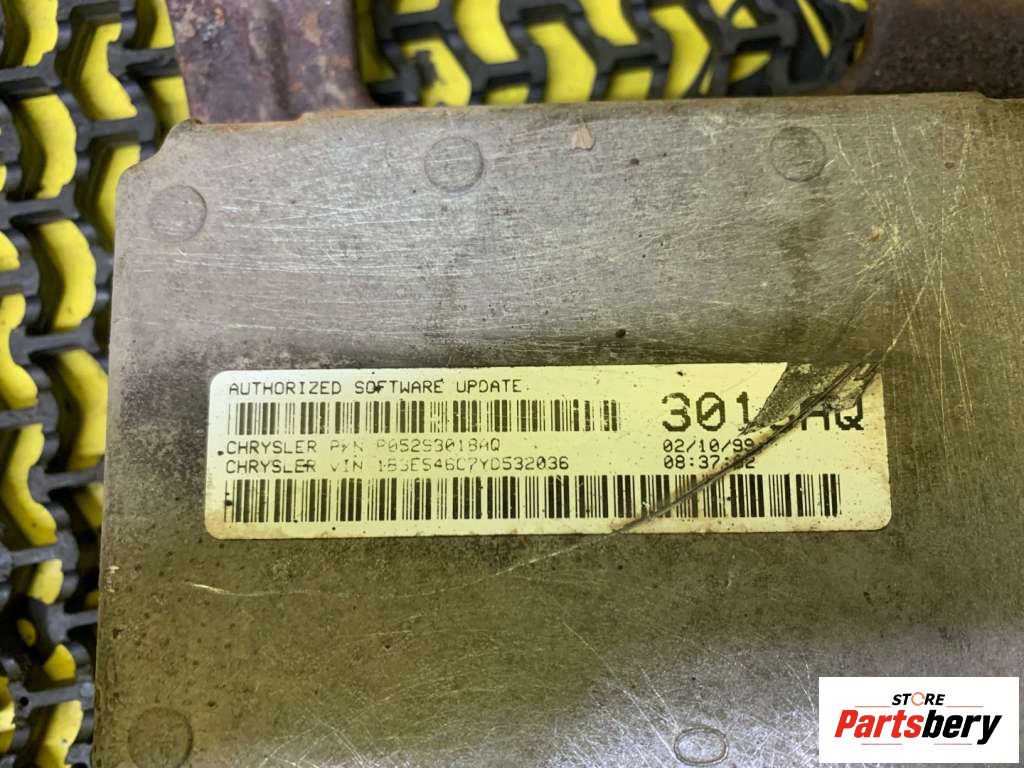 AUTHORIZED SOFTWARE UPDATE.
CHRYSLER P/N P05293018AQ
02/10/99
CHRYSLER VIN 1B3ES46C7YD532036
STORE
Partsbery